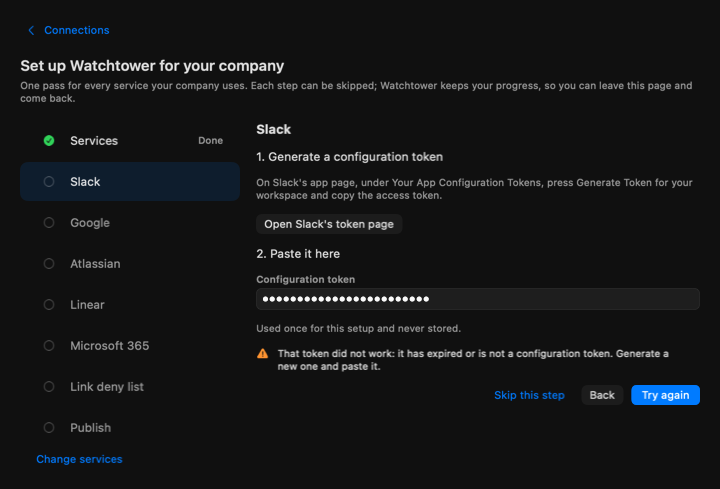 Connections
Set up Watchtower for your company
One pass for every service your company uses. Each step can be skipped; Watchtower keeps your progress, so you can leave this page and
come back.
Services
Done
Slack
Google
Atlassian
Linear
Microsoft 365
Link deny list
Publish
Change services
Slack
1. Generate a configuration token
On Slack's app page, under Your App Configuration Tokens, press Generate Token for your
workspace and copy the access token.
Open Slack's token page
2. Paste it here
Configuration token
Used once for this setup and never stored.
That token did not work: it has expired or is not a configuration token. Generate a
new one and paste it.
Skip this step
Back
Try again